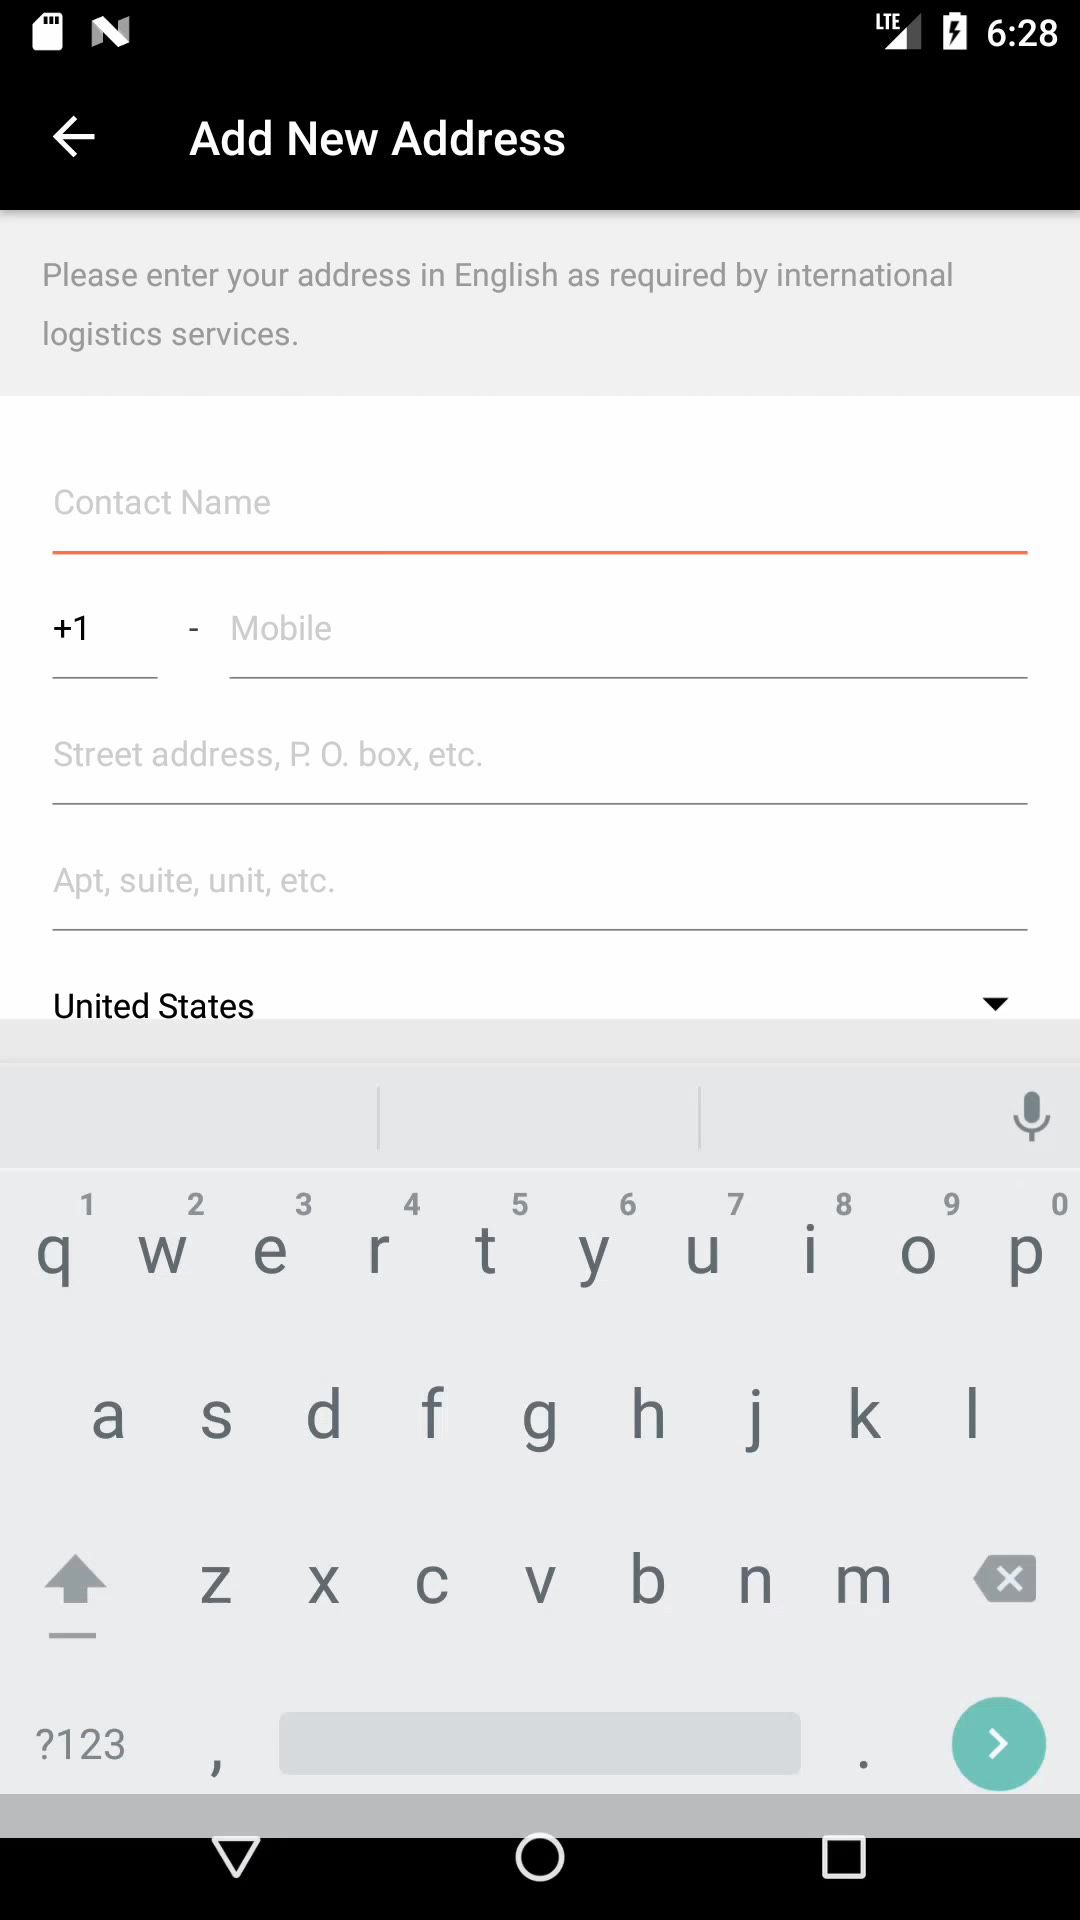 LTE 6:28
Add New Address
Please enter your address in English as required by international
logistics services.
Contact Name
+1 - Mobile
Street address, P. O. box, etc.
Apt, suite, unit, etc.
United States
1 2 3 4 5 6 7 8 9 0
q w e r t y u i o p
a s d f g h j k l
z x c v b n m
?123 , .